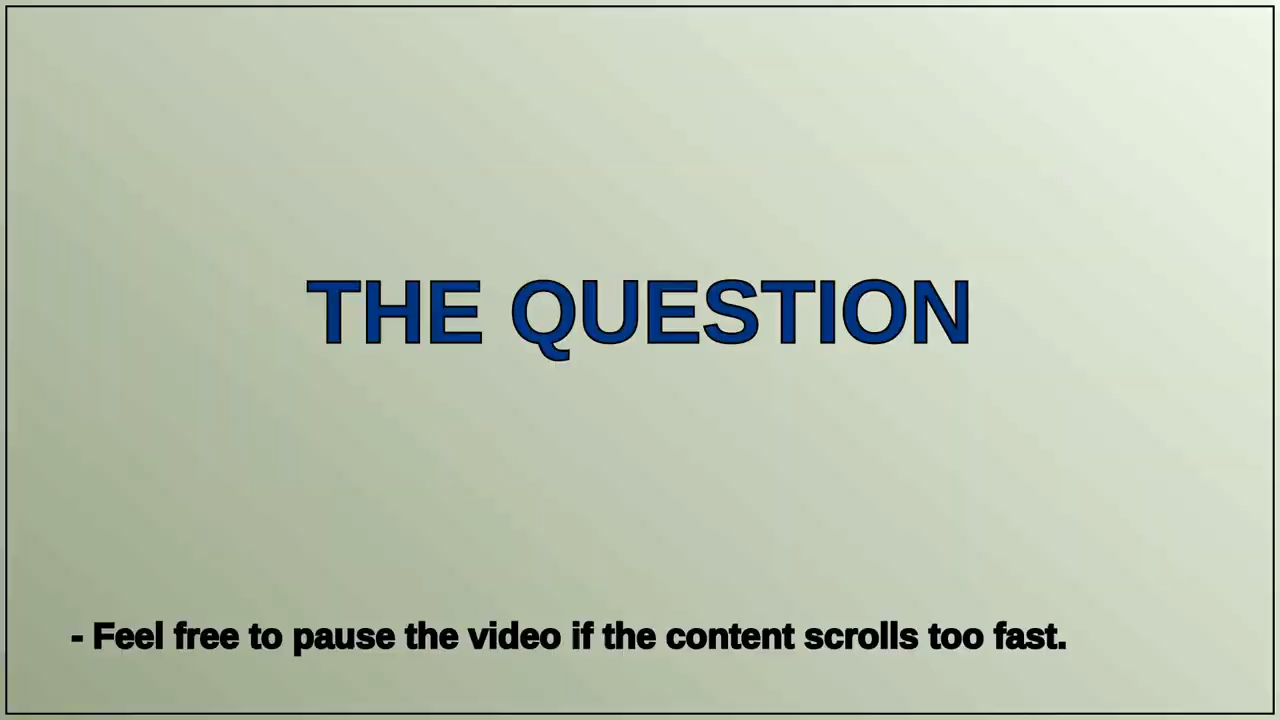 THE QUESTION
- Feel free to pause the video if the content scrolls too fast.